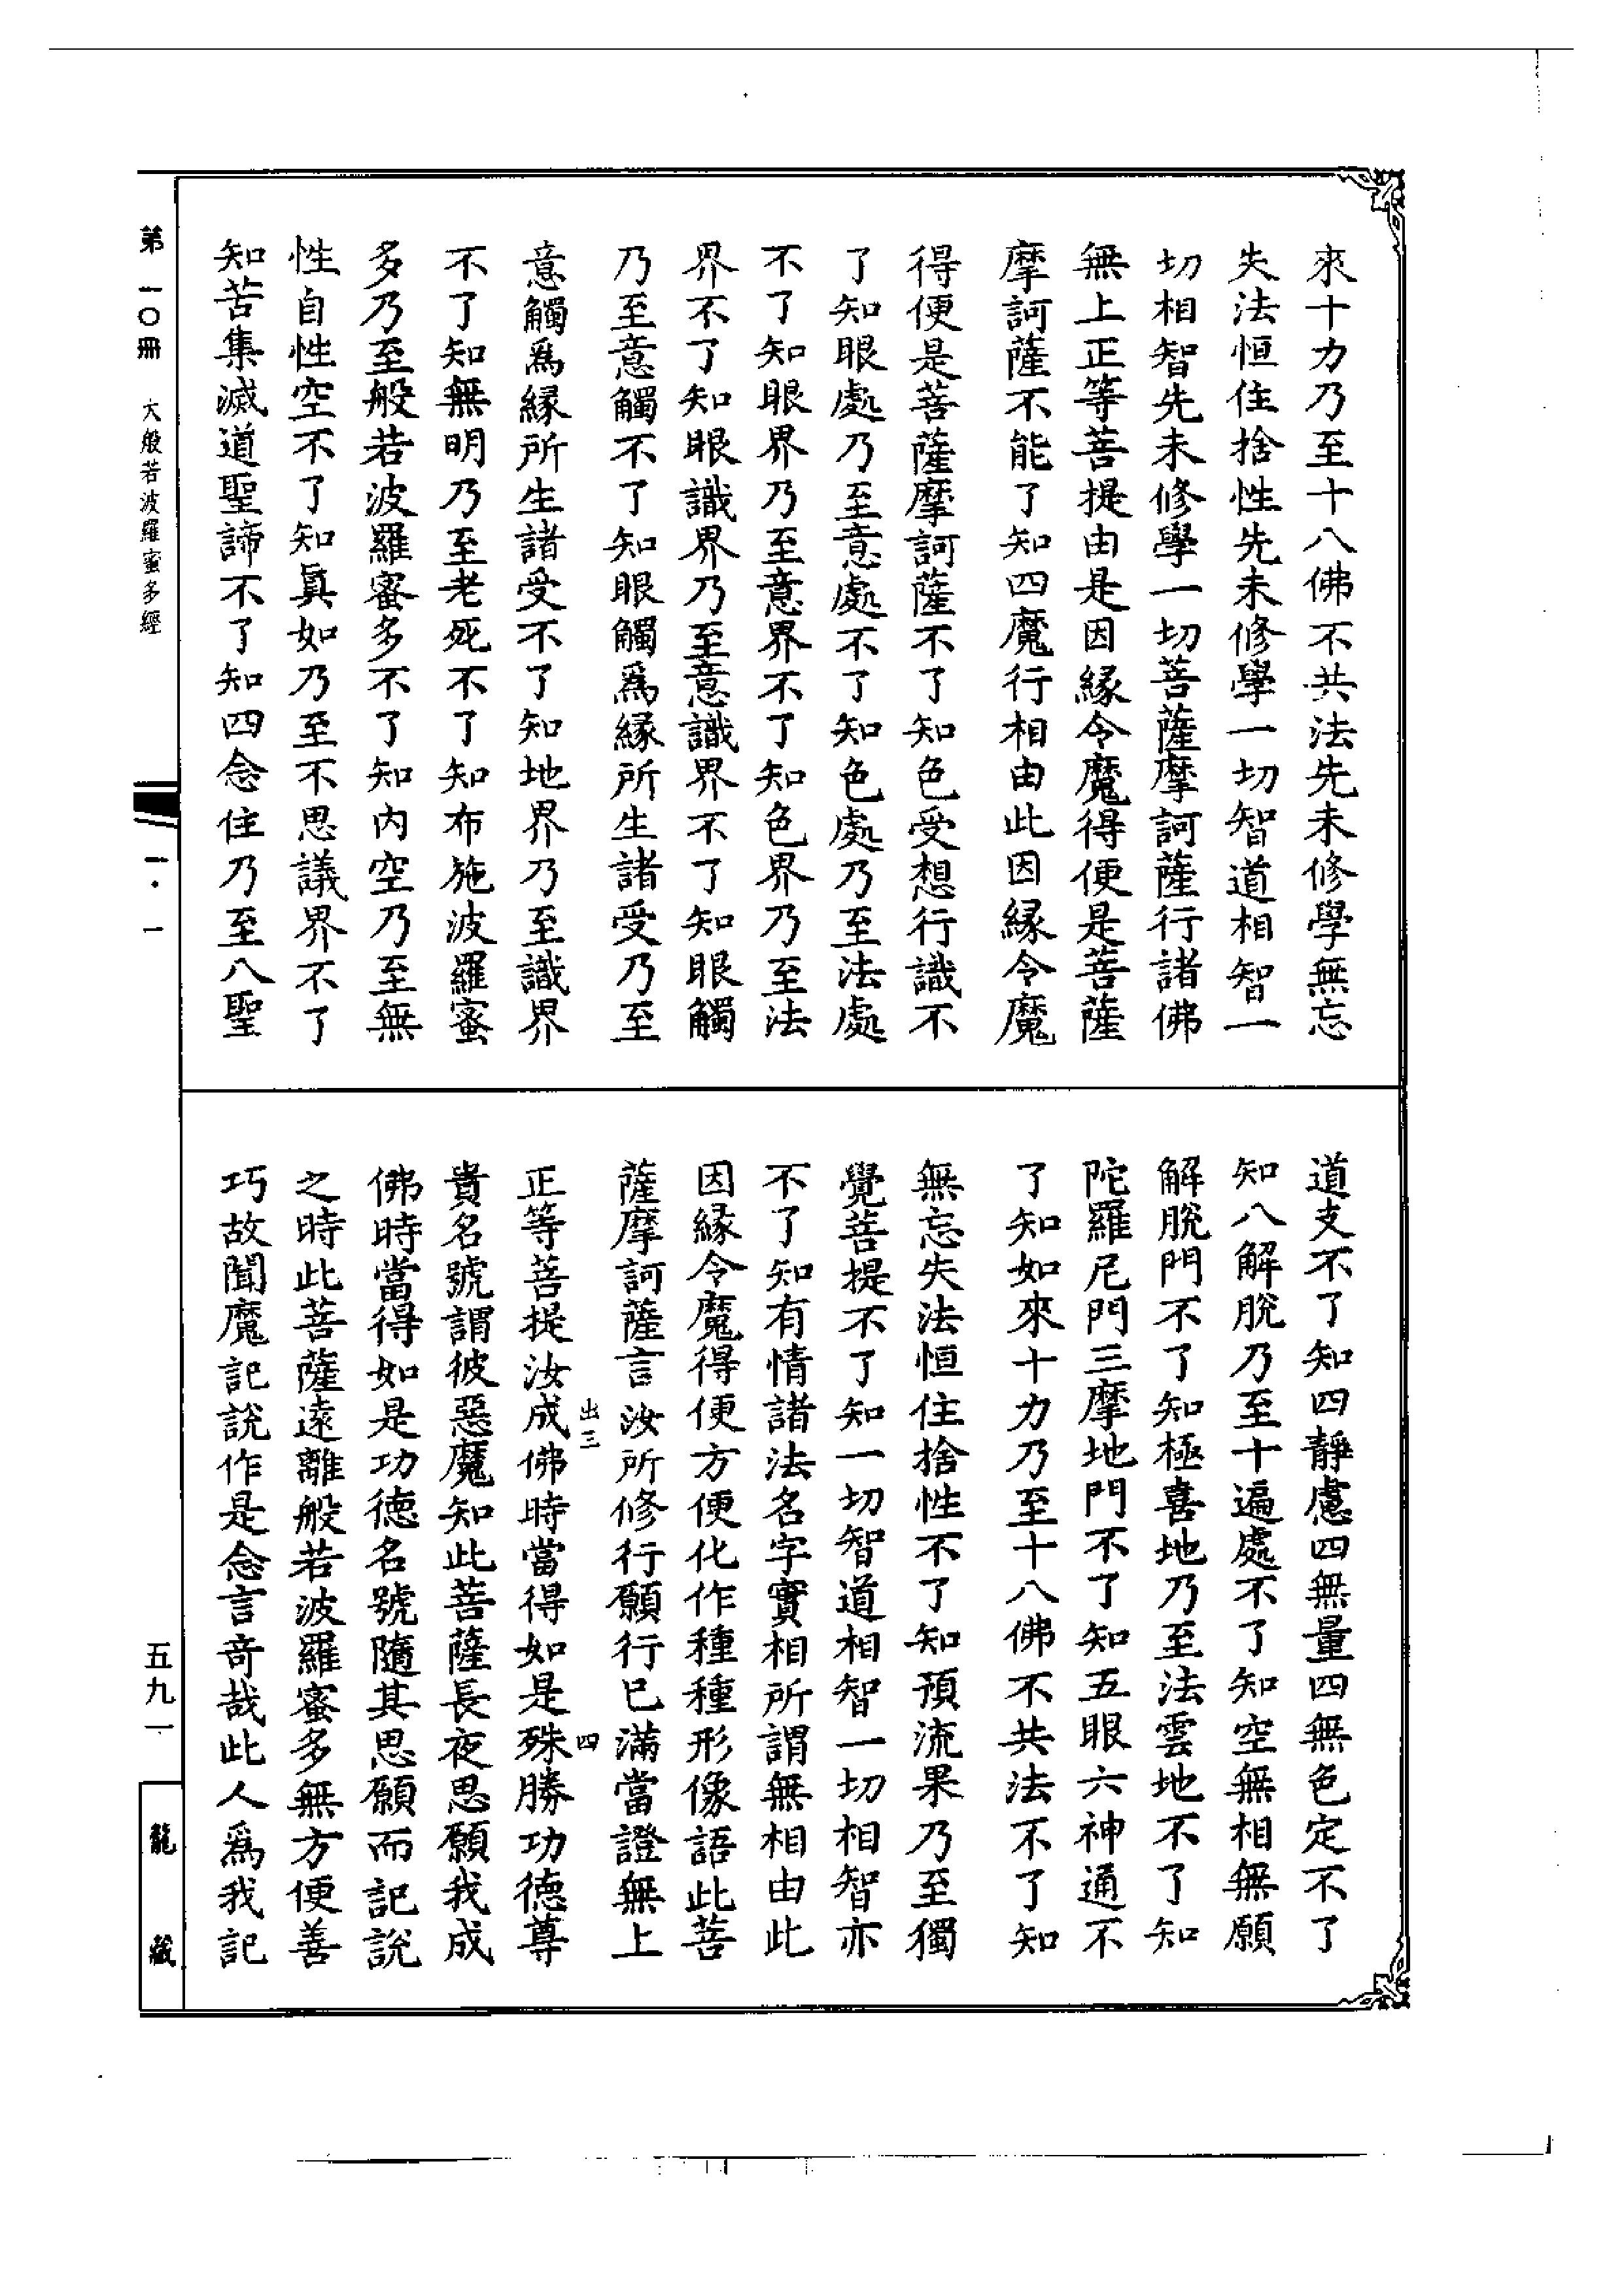 來十力乃至十八佛不共法先未修學無忘
失法恒住捨性先未修學一切智道相智一
切相智先未修學一切菩薩摩訶薩行諸佛
無上正等菩提由是因緣令魔得便是菩薩
摩訶薩不能了知四魔行相由此因緣令魔
得便是菩薩摩訶薩不了知色受想行識不
了知眼處乃至意處不了知色處乃至法處
不了知眼界乃至意界不了知色界乃至法
界不了知眼識界乃至意識界不了知眼觸
乃至意觸不了知眼觸爲緣所生諸受乃至
意觸爲緣所生諸受不了知地界乃至識界
不了知無明乃至老死不了知布施波羅蜜
多乃至般若波羅蜜多不了知內空乃至無
性自性空不了知眞如乃至不思議界不了
知苦集滅道聖諦不了知四念住乃至八聖
道支不了知四靜慮四無量四無色定不了
知八解脫乃至十遍處不了知空無相無願
解脫門不了知極喜地乃至法雲地不了知
陀羅尼門三摩地門不了知五眼六神通不
了知如來十力乃至十八佛不共法不了知
無忘失法恒住捨性不了知預流果乃至獨
覺菩提不了知一切智道相智一切相智亦
不了知有情諸法名字實相所謂無相由此
因緣令魔得便方便化作種種形像語此菩
薩摩訶薩言汝所修行願行已滿當證無上
出三
四
正等菩提汝成佛時當得如是殊勝功德尊
貴名號謂彼惡魔知此菩薩長夜思願我成
佛時當得如是功德名號隨其思願而記說
之時此菩薩遠離般若波羅蜜多無方便善
巧故聞魔記說作是念言奇哉此人爲我記
第一〇冊 大般若波羅蜜多經
一·一
五九一
龍藏